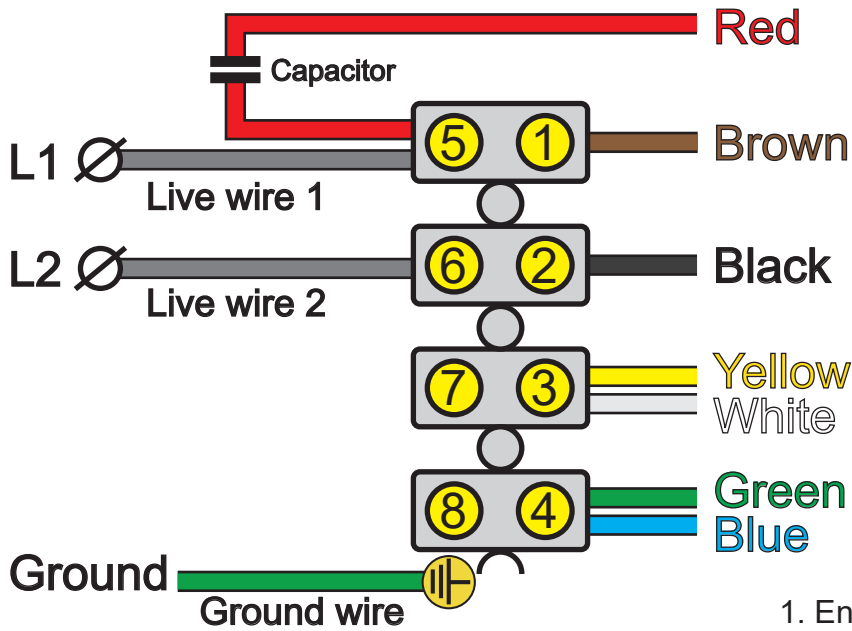 Red
Capacitor
5 1
Brown
L1
Live wire 1
6 2
L2
Black
Live wire 2
7 3
Yellow
White
8 4
Green
Blue
Ground
Ground wire
1. En